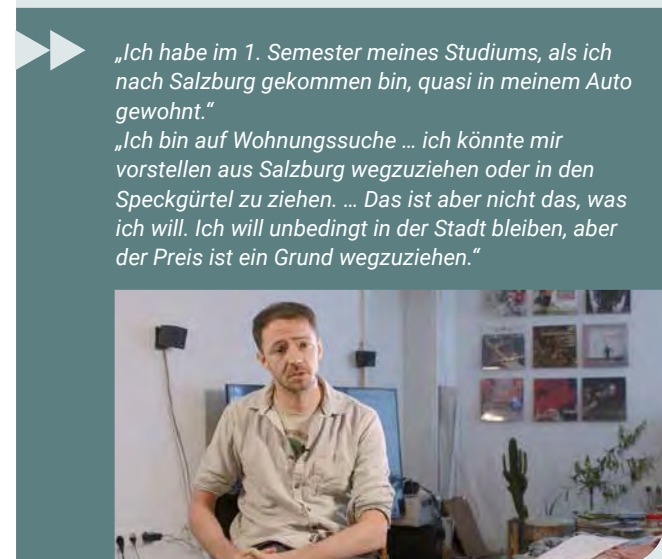 „Ich habe im 1. Semester meines Studiums, als ich
nach Salzburg gekommen bin, quasi in meinem Auto
gewohnt.“
„Ich bin auf Wohnungssuche … ich könnte mir
vorstellen aus Salzburg wegzuziehen oder in den
Speckgürtel zu ziehen. … Das ist aber nicht das, was
ich will. Ich will unbedingt in der Stadt bleiben, aber
der Preis ist ein Grund wegzuziehen.“